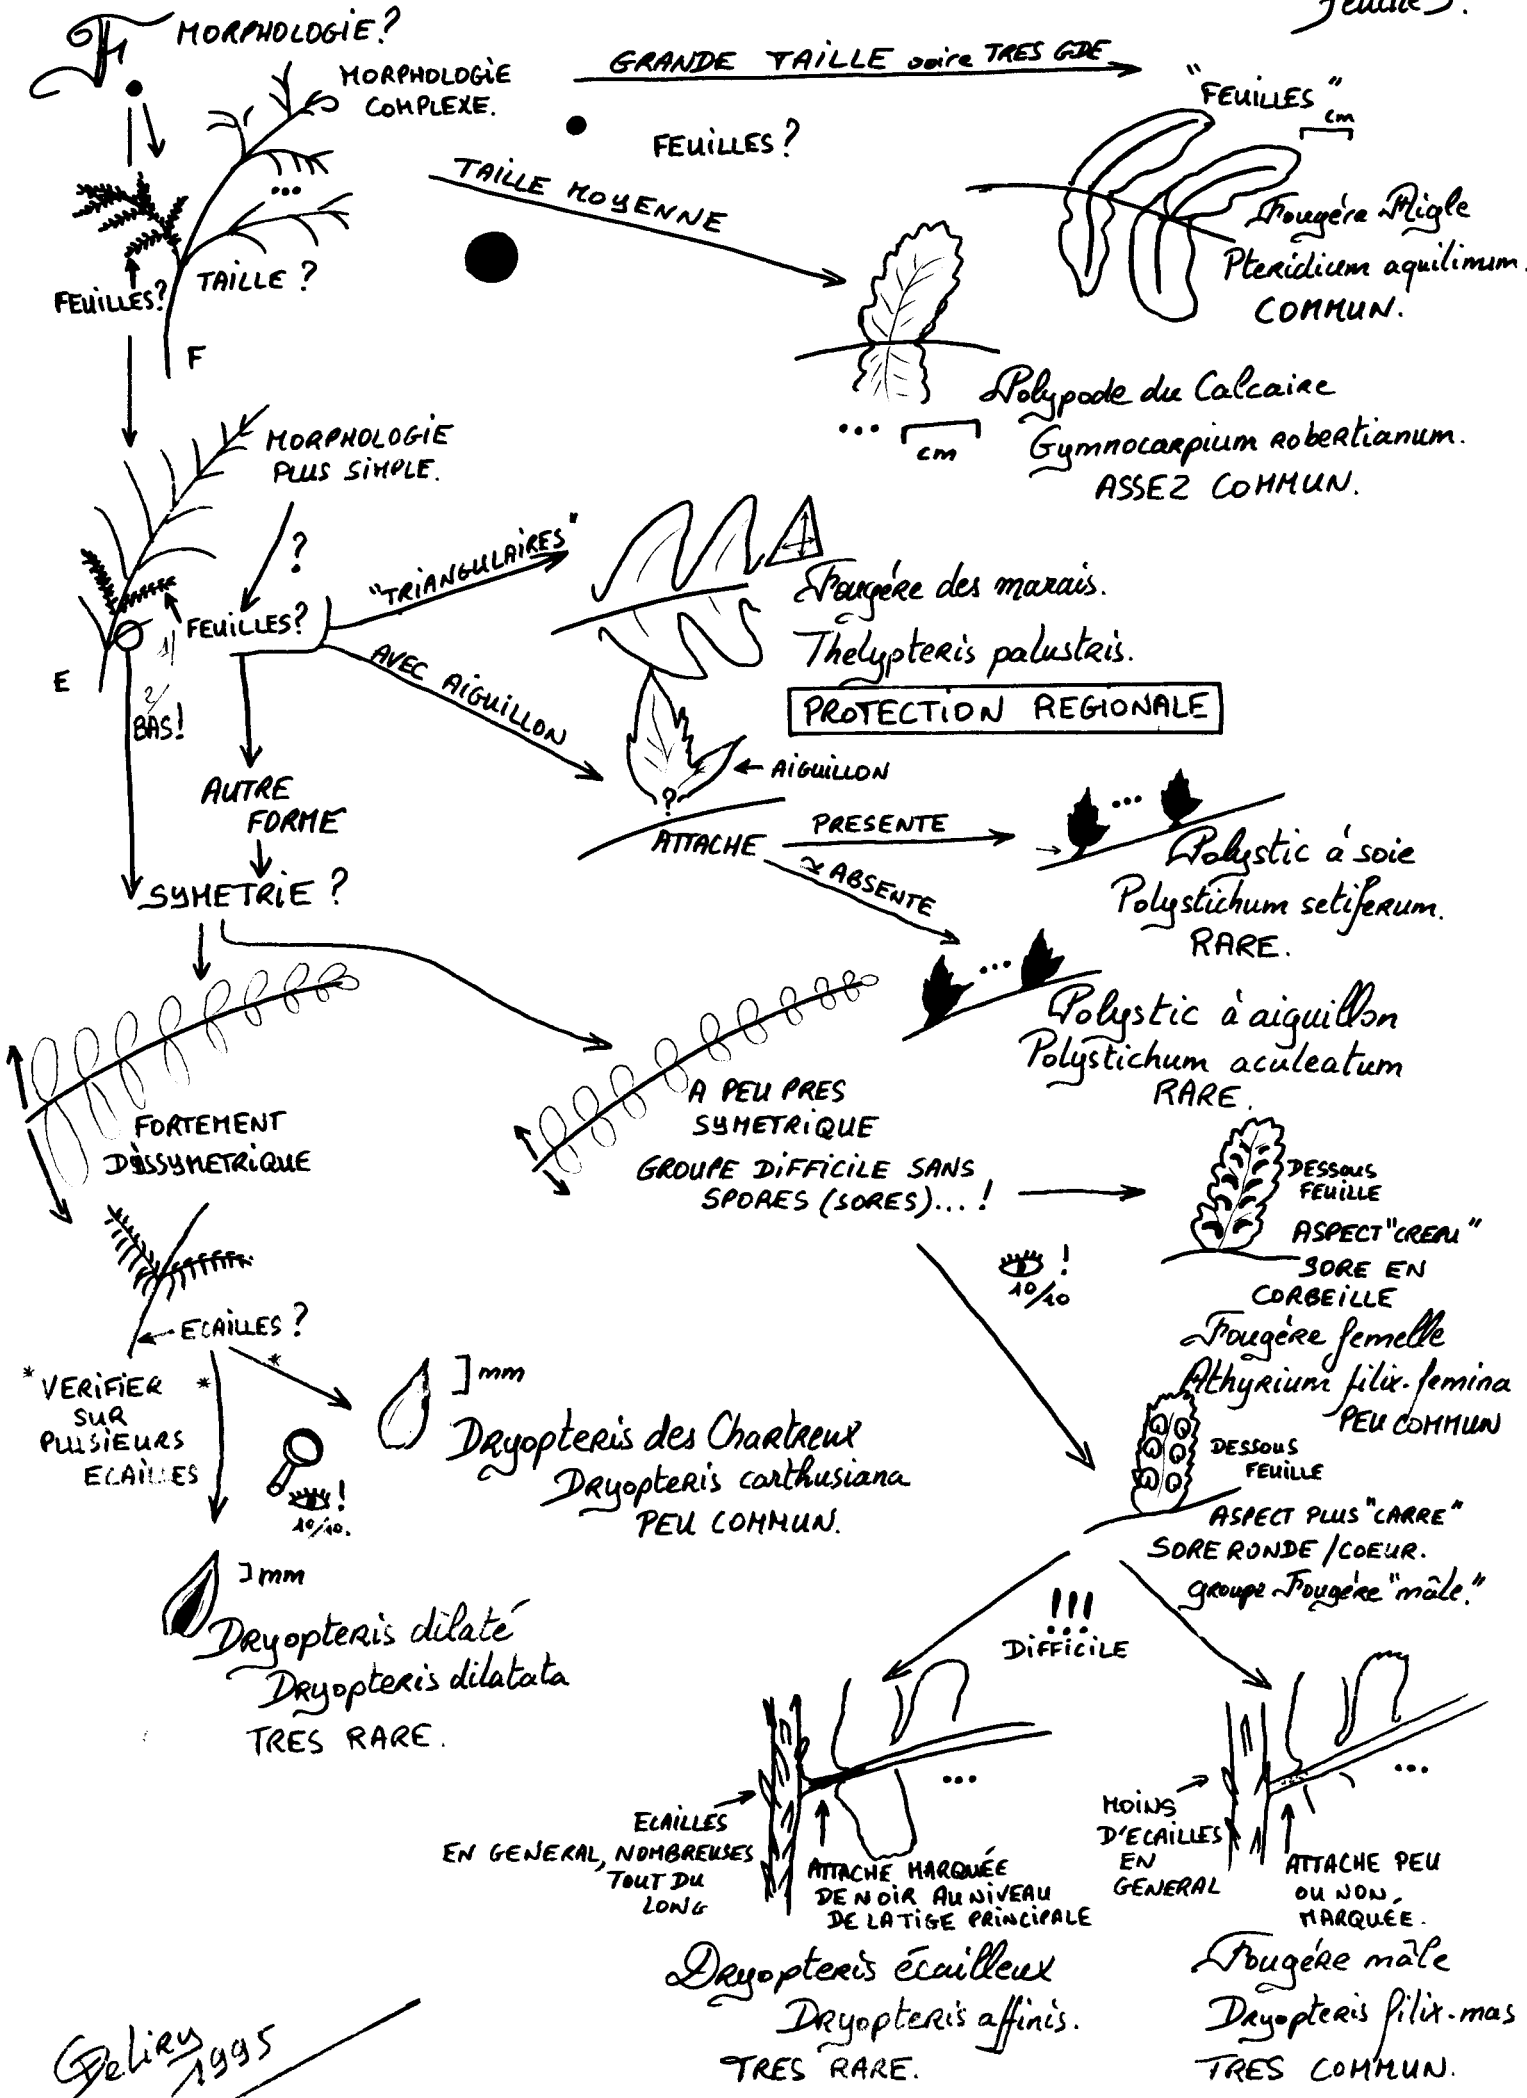 feuilles.
MORPHOLOGIE?
MORPHOLOGIE
COMPLEXE.
GRANDE TAILLE voire TRES GDE
"FEUILLES"
cm
FEUILLES?
TAILLE MOYENNE
Fougére Aigle
Pteridium aquilinum.
COMMUN.
FEUILLES?
TAILLE ?
F
Polypode du Calcaire
Gymnocarpium robertianum.
ASSEZ COMMUN.
... cm
MORPHOLOGIE
PLUS SIMPLE.
?
"TRIANGULAIRES"
Fougére des marais.
Thelypteris palustris.
PROTECTION REGIONALE
FEUILLES?
1/
E
2/
BAS!
AVEC AIGUILLON
AIGUILLON
?
ATTACHE
PRESENTE
...
Polystic à soie
Polystichum setiferum.
RARE.
≃ ABSENTE
...
Polystic à aiguillon
Polystichum aculeatum
RARE.
AUTRE
FORME
SYMETRIE ?
FORTEMENT
DISSYMETRIQUE
A PEU PRES
SYMETRIQUE
GROUPE DIFFICILE SANS
SPORES (SORES)...!
!
10/10
DESSOUS
FEUILLE
ASPECT "CREPU"
SORE EN
CORBEILLE
Fougére femelle
Athyrium filix-femina
PEU COMMUN
ECAILLES ?
* VERIFIER *
SUR
PLUSIEURS
ECAILLES
*
mm
Dryopteris des Chartreux
Dryopteris carthusiana
PEU COMMUN.
!
10/10.
mm
Dryopteris dilaté
Dryopteris dilatata
TRES RARE.
DESSOUS
FEUILLE
ASPECT PLUS "CARRE"
SORE RONDE / COEUR.
groupe Fougére "mâle."
!!!
DIFFICILE
ECAILLES
EN GENERAL, NOMBREUSES
TOUT DU
LONG
...
ATTACHE MARQUÉE
DE NOIR AU NIVEAU
DE LA TIGE PRINCIPALE
Dryopteris écailleux
Dryopteris affinis.
TRES RARE.
MOINS
D'ECAILLES
EN
GENERAL
...
ATTACHE PEU
OU NON
MARQUÉE.
Fougére mâle
Dryopteris filix-mas
TRES COMMUN.
Deliry
1995